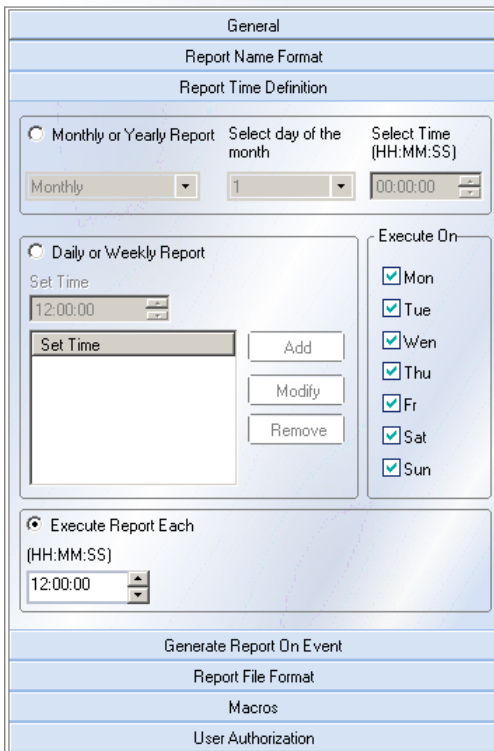 General
Report Name Format
Report Time Definition
Monthly or Yearly Report
Select day of the
month
Select Time
(HH:MM:SS)
Monthly
1
00:00:00
Daily or Weekly Report
Set Time
12:00:00
Set Time
Add
Modify
Remove
Execute On
Mon
Tue
Wen
Thu
Fr
Sat
Sun
Execute Report Each
(HH:MM:SS)
12:00:00
Generate Report On Event
Report File Format
Macros
User Authorization